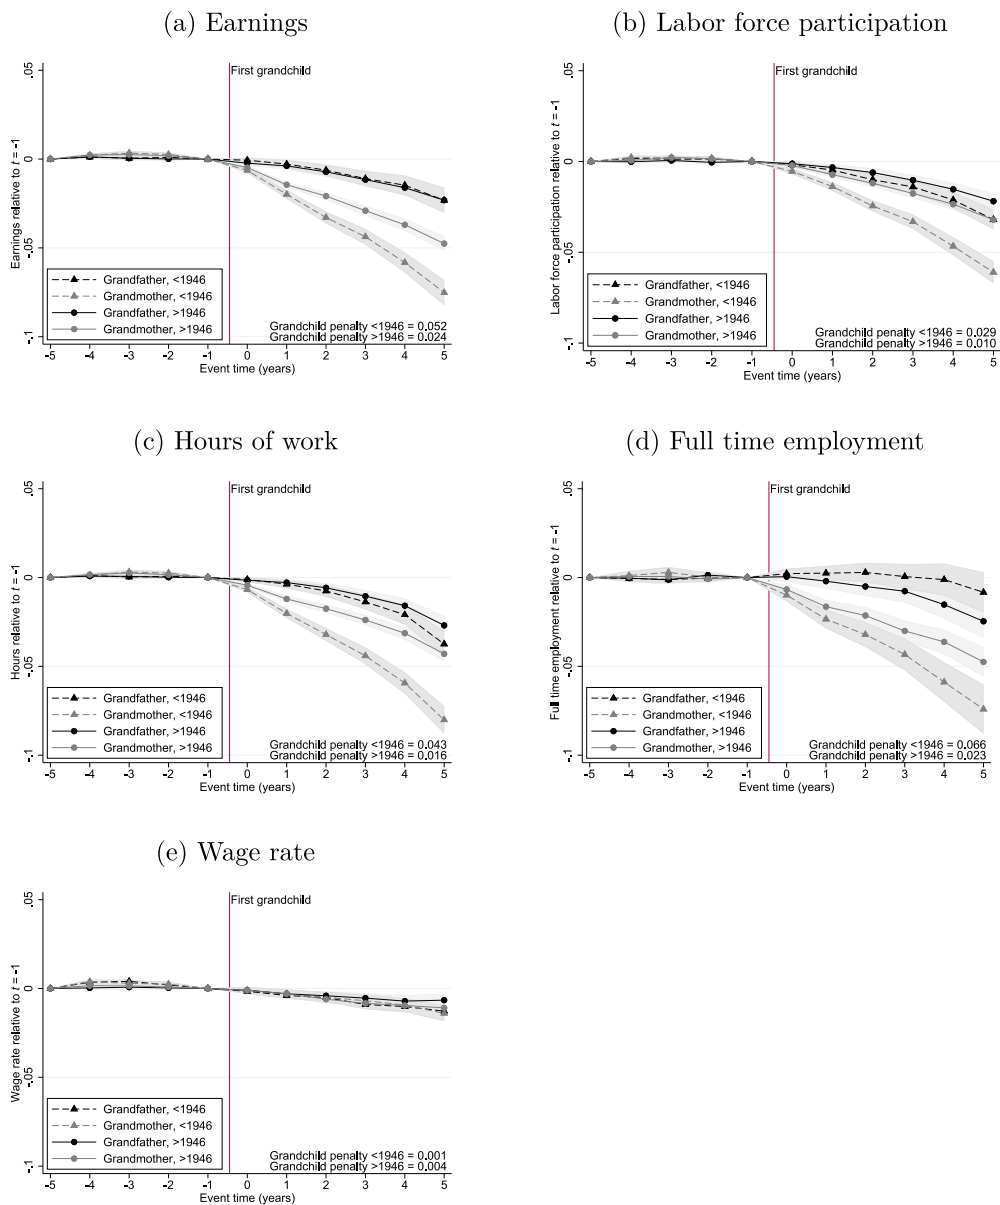 (a) Earnings
.05
0
-.05
-.1
Earnings relative to t = -1
First grandchild
Grandfather, <1946
Grandmother, <1946
Grandfather, >1946
Grandmother, >1946
Grandchild penalty <1946 = 0.052
Grandchild penalty >1946 = 0.024
-5 -4 -3 -2 -1 0 1 2 3 4 5
Event time (years)
(b) Labor force participation
.05
0
-.05
-.1
Labor force participation relative to t = -1
First grandchild
Grandfather, <1946
Grandmother, <1946
Grandfather, >1946
Grandmother, >1946
Grandchild penalty <1946 = 0.029
Grandchild penalty >1946 = 0.010
-5 -4 -3 -2 -1 0 1 2 3 4 5
Event time (years)
(c) Hours of work
.05
0
-.05
-.1
Hours relative to t = -1
First grandchild
Grandfather, <1946
Grandmother, <1946
Grandfather, >1946
Grandmother, >1946
Grandchild penalty <1946 = 0.043
Grandchild penalty >1946 = 0.016
-5 -4 -3 -2 -1 0 1 2 3 4 5
Event time (years)
(d) Full time employment
.05
0
-.05
-.1
Full time employment relative to t = -1
First grandchild
Grandfather, <1946
Grandmother, <1946
Grandfather, >1946
Grandmother, >1946
Grandchild penalty <1946 = 0.066
Grandchild penalty >1946 = 0.023
-5 -4 -3 -2 -1 0 1 2 3 4 5
Event time (years)
(e) Wage rate
.05
0
-.05
-.1
Wage rate relative to t = -1
First grandchild
Grandfather, <1946
Grandmother, <1946
Grandfather, >1946
Grandmother, >1946
Grandchild penalty <1946 = 0.001
Grandchild penalty >1946 = 0.004
-5 -4 -3 -2 -1 0 1 2 3 4 5
Event time (years)